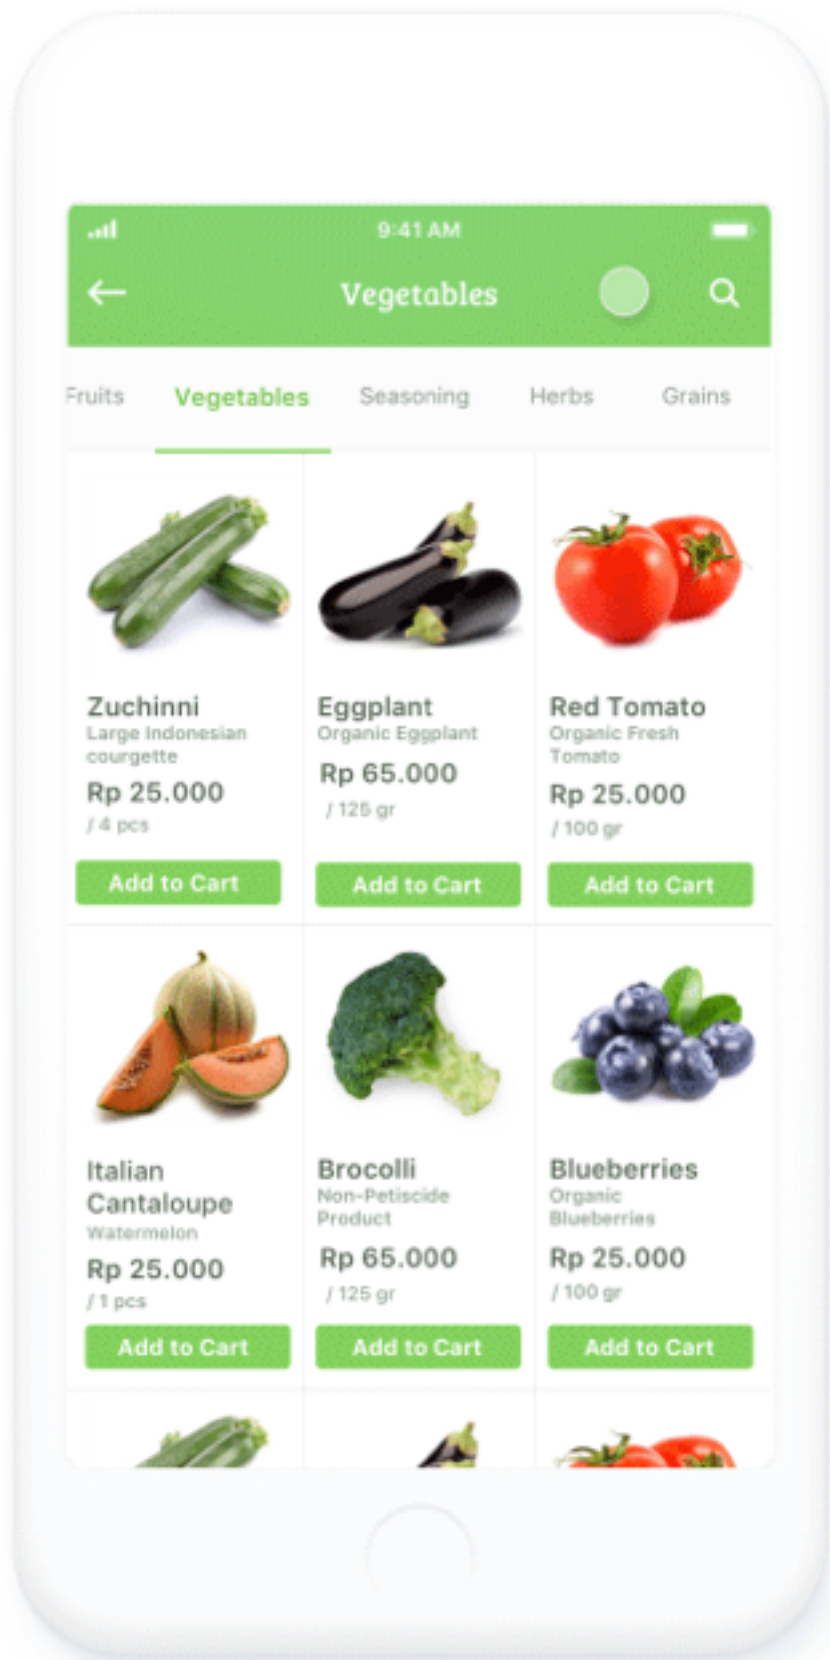 9:41 AM
Vegetables
Fruits Vegetables Seasoning Herbs Grains
Zuchinni
Large Indonesian
courgette
Rp 25.000
/ 4 pcs
Add to Cart
Eggplant
Organic Eggplant
Rp 65.000
/ 125 gr
Add to Cart
Red Tomato
Organic Fresh
Tomato
Rp 25.000
/ 100 gr
Add to Cart
Italian
Cantaloupe
Watermelon
Rp 25.000
/ 1 pcs
Add to Cart
Brocolli
Non-Petiscide
Product
Rp 65.000
/ 125 gr
Add to Cart
Blueberries
Organic
Blueberries
Rp 25.000
/ 100 gr
Add to Cart